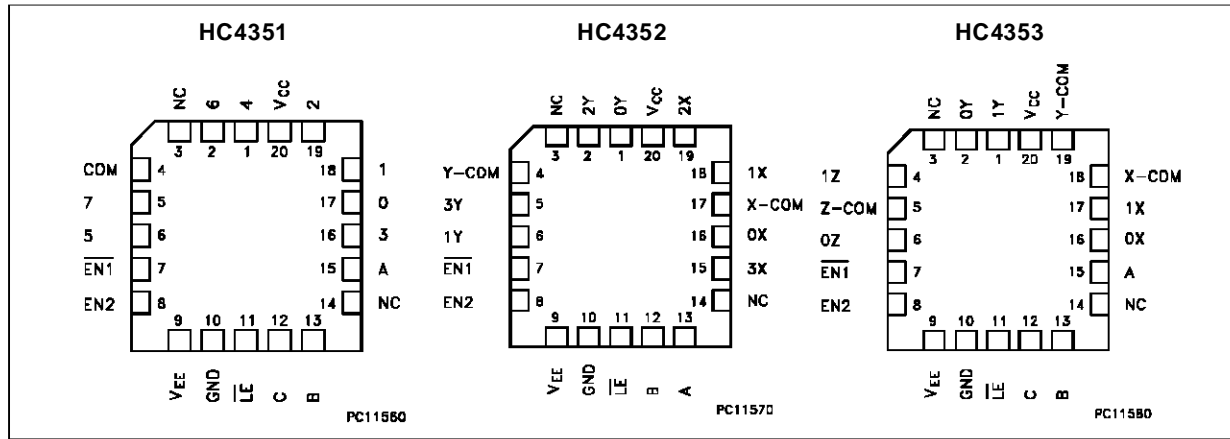 HC4351
NC 6 4 VCC 2
3 2 1 20 19
COM 4 18 1
7 5 17 0
5 6 16 3
EN1 7 15 A
EN2 8 14 NC
9 10 11 12 13
VEE GND LE C B
PC11560
HC4352
NC 2Y 0Y VCC 2X
3 2 1 20 19
Y-COM 4 18 1X
3Y 5 17 X-COM
1Y 6 16 0X
EN1 7 15 3X
EN2 8 14 NC
9 10 11 12 13
VEE GND LE B A
PC11570
HC4353
NC 0Y 1Y VCC Y-COM
3 2 1 20 19
1Z 4 18 X-COM
Z-COM 5 17 1X
0Z 6 16 0X
EN1 7 15 A
EN2 8 14 NC
9 10 11 12 13
VEE GND LE C B
PC11580